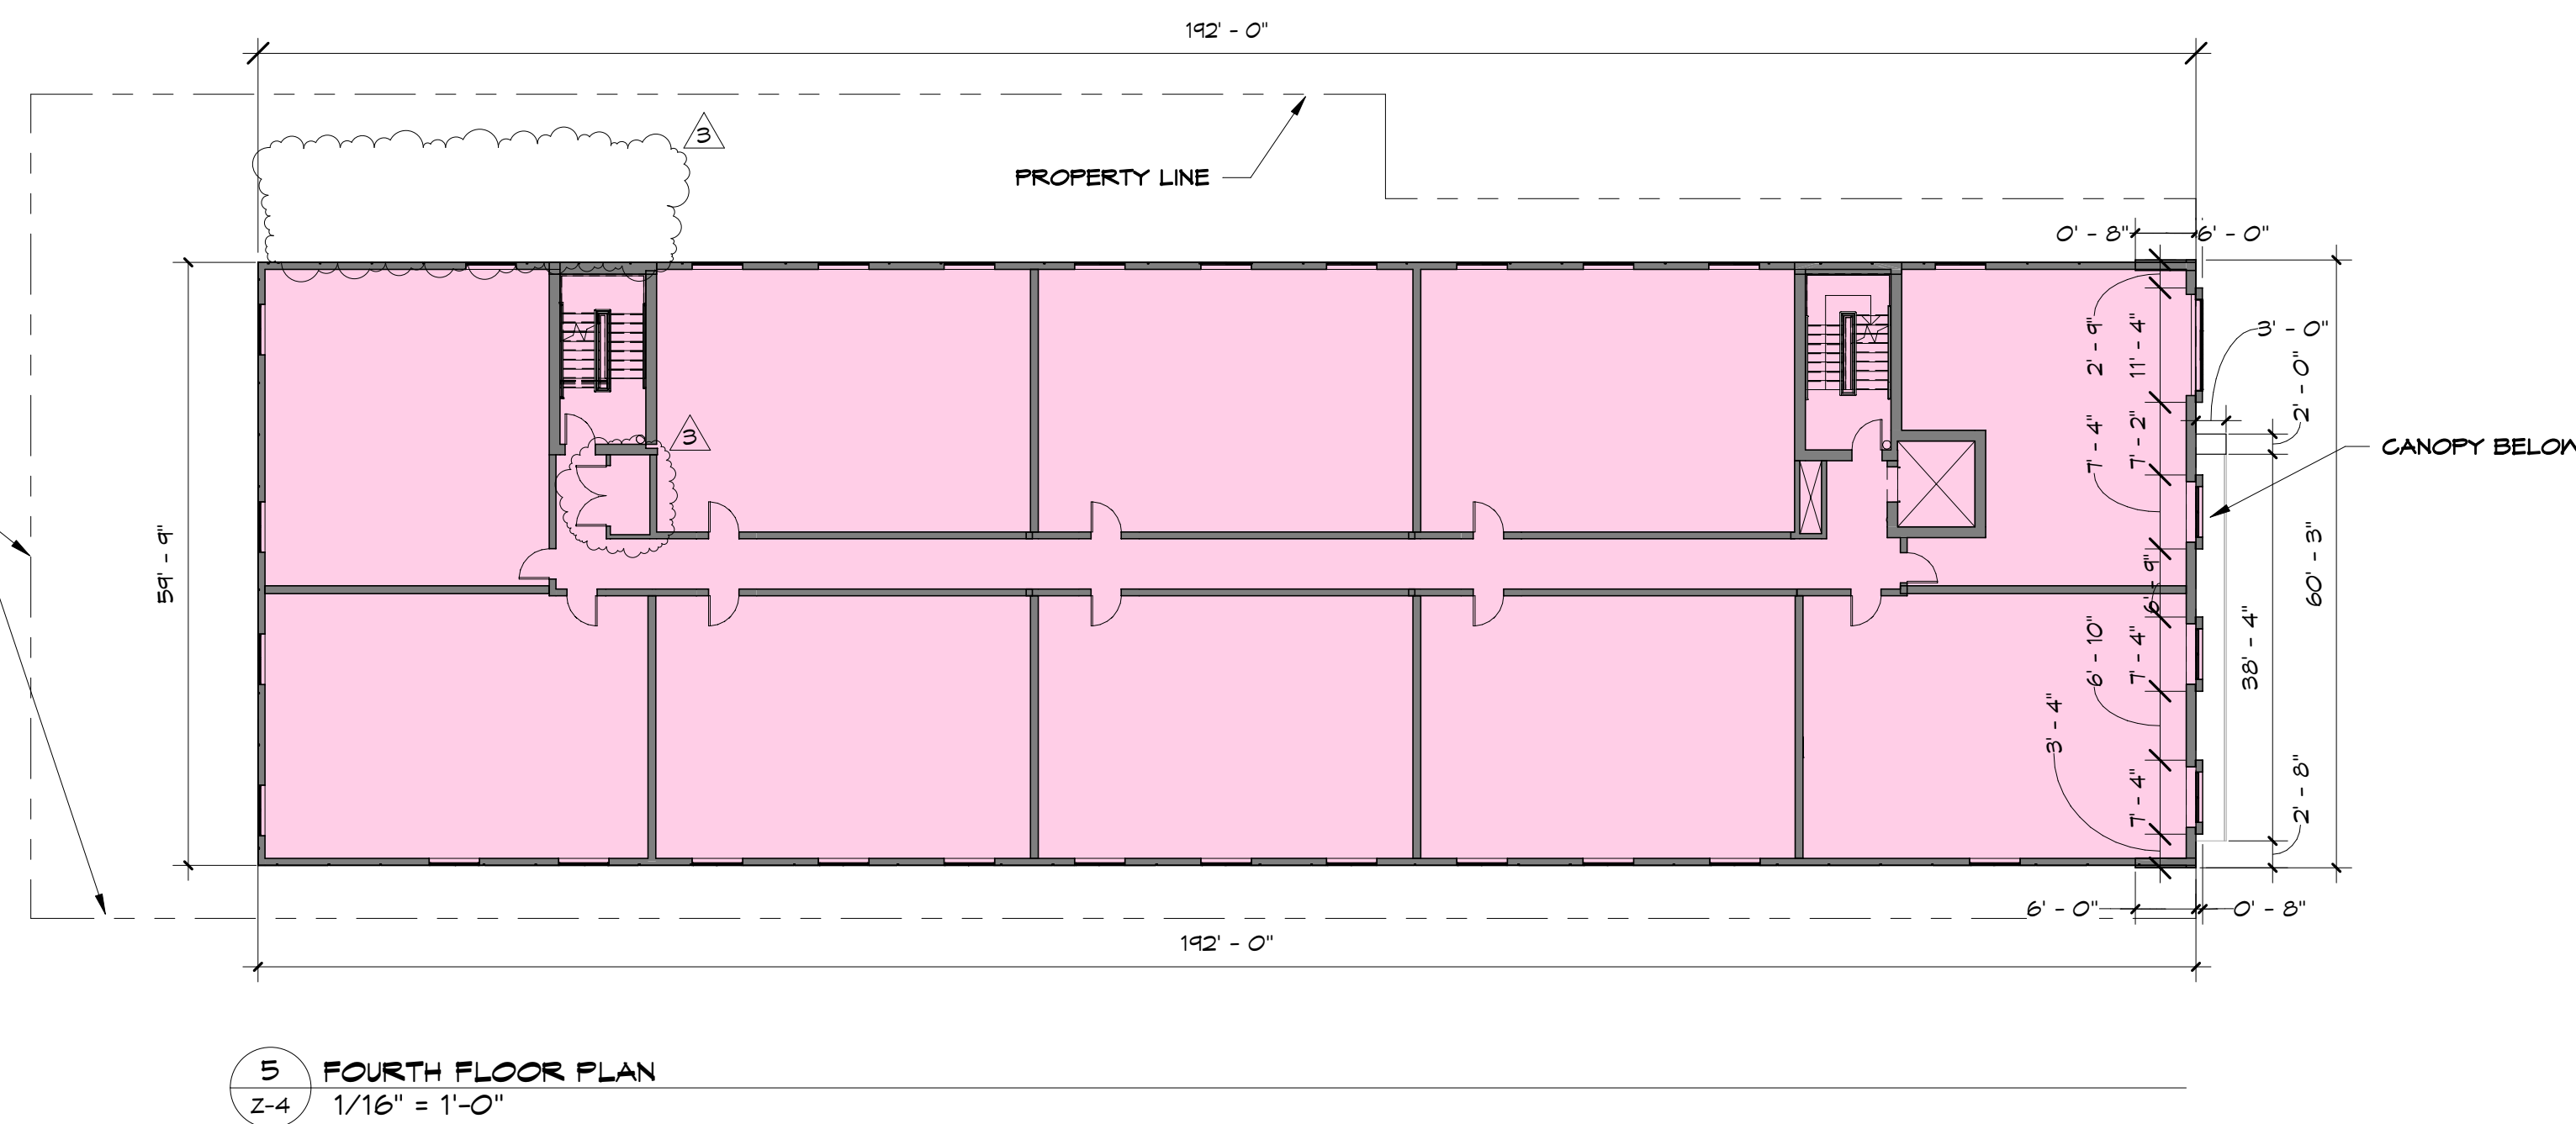 192' - 0"
3
PROPERTY LINE
0' - 8"
6' - 0"
2' - 9"
11' - 4"
3' - 0"
2' - 0"
3
7' - 4"
7' - 2"
CANOPY BELOW
59' - 9"
6' - 9"
60' - 3"
6' - 10"
7' - 4"
38' - 4"
3' - 4"
7' - 4"
2' - 8"
6' - 0"
0' - 8"
192' - 0"
5
FOURTH FLOOR PLAN
Z-4
1/16" = 1'-0"